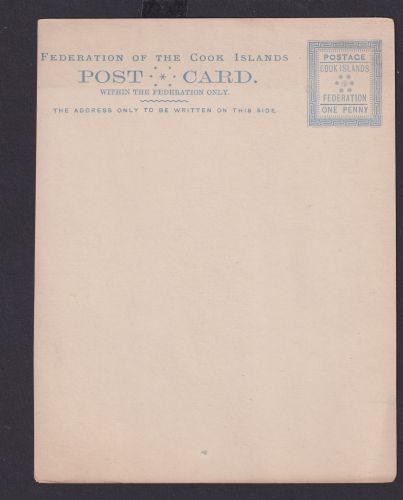 FEDERATION OF THE COOK ISLANDS
POST CARD.
WITHIN THE FEDERATION ONLY.
THE ADDRESS ONLY TO BE WRITTEN ON THIS SIDE.
POSTAGE
COOK ISLANDS
FEDERATION
ONE PENNY